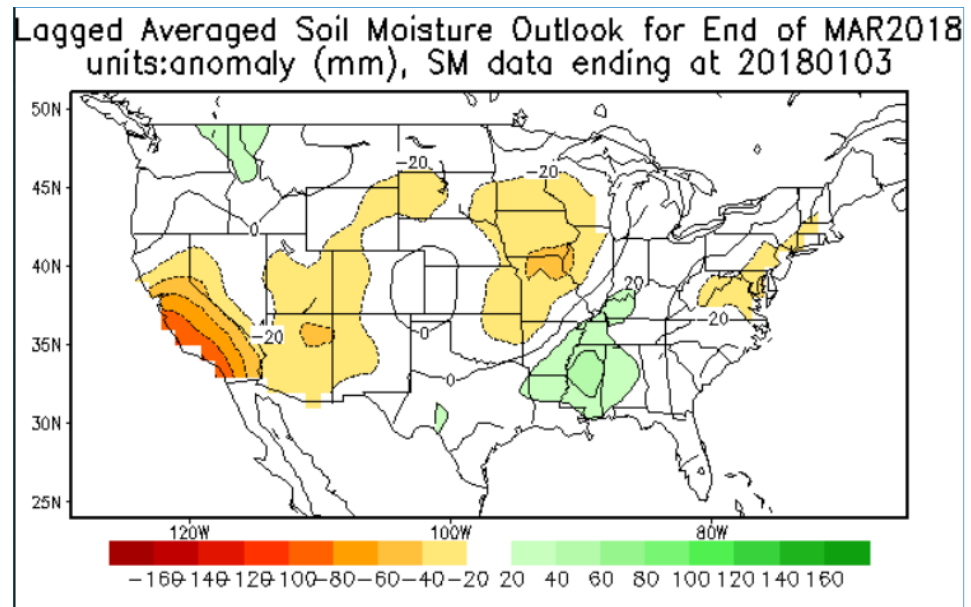 Lagged Averaged Soil Moisture Outlook for End of MAR2018
units:anomaly (mm), SM data ending at 20180103
50N
45N
40N
35N
30N
25N
-20
-20
0
20
-20
-20
0
0
120W
100W
80W
-160 -140 -120 -100 -80 -60 -40 -20 20 40 60 80 100 120 140 160